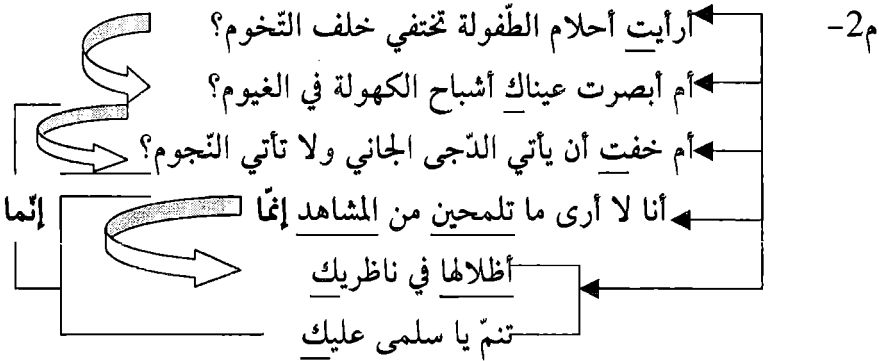 م2- أرأيت أحلام الطّفولة تختفي خلف التّخوم؟
أم أبصرت عيناك أشباح الكهولة في الغيوم؟
أم خفت أن يأتي الدّجى الجاني ولا تأتي النّجوم؟
أنا لا أرى ما تلمحين من المشاهد إنمّا إنّما
أظلالها في ناظريك
تنمّ يا سلمى عليك